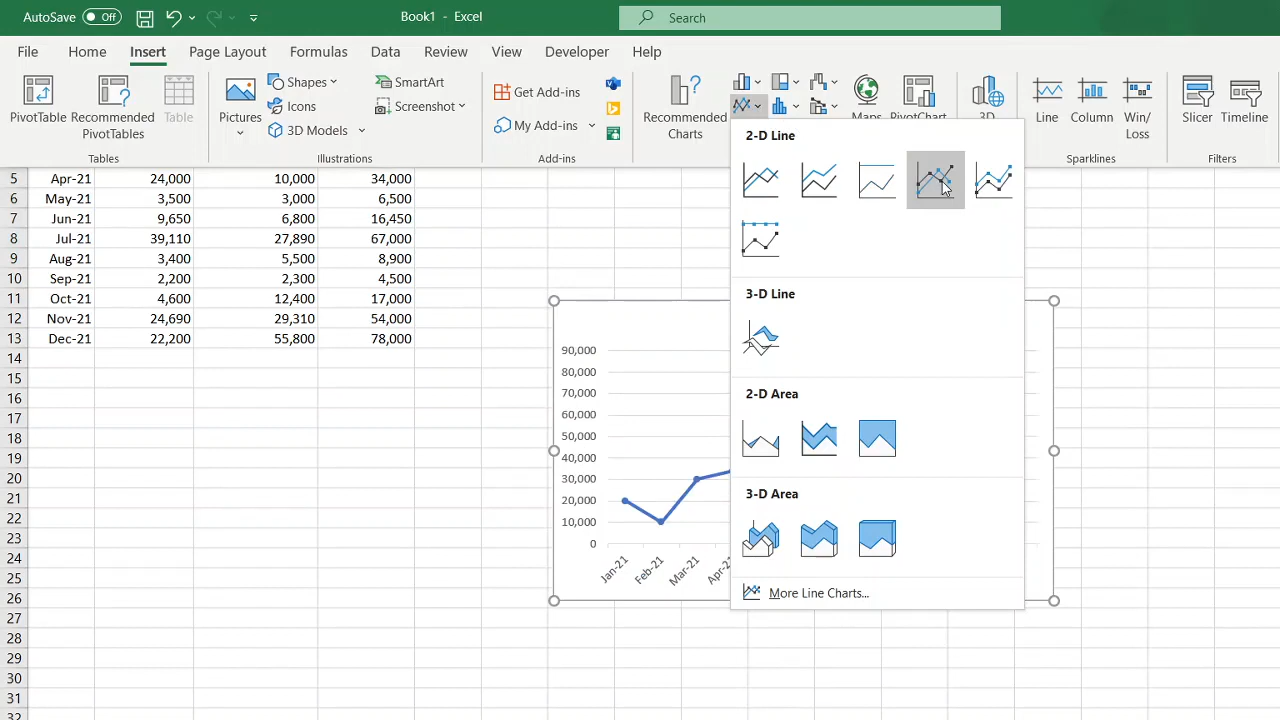 AutoSave Off
Book1 - Excel
Search
File Home Insert Page Layout Formulas Data Review View Developer Help
PivotTables
Recommended PivotTables
Table
Tables
Pictures
Shapes
Icons
3D Models
SmartArt
Screenshot
Illustrations
Get Add-ins
My Add-ins
Add-ins
Recommended Charts
Maps
PivotChart
3D
Line
Column
Win/ Loss
Sparklines
Slicer
Timeline
Filters
5 Apr-21 24,000 10,000 34,000
6 May-21 3,500 3,000 6,500
7 Jun-21 9,650 6,800 16,450
8 Jul-21 39,110 27,890 67,000
9 Aug-21 3,400 5,500 8,900
10 Sep-21 2,200 2,300 4,500
11 Oct-21 4,600 12,400 17,000
12 Nov-21 24,690 29,310 54,000
13 Dec-21 22,200 55,800 78,000
14
15
16
17
18
19
20
21
22
23
24
25
26
27
28
29
30
31
32
90,000
80,000
70,000
60,000
50,000
40,000
30,000
20,000
10,000
0
Jan-21
Feb-21
Mar-21
Apr-21
2-D Line
3-D Line
2-D Area
3-D Area
More Line Charts...